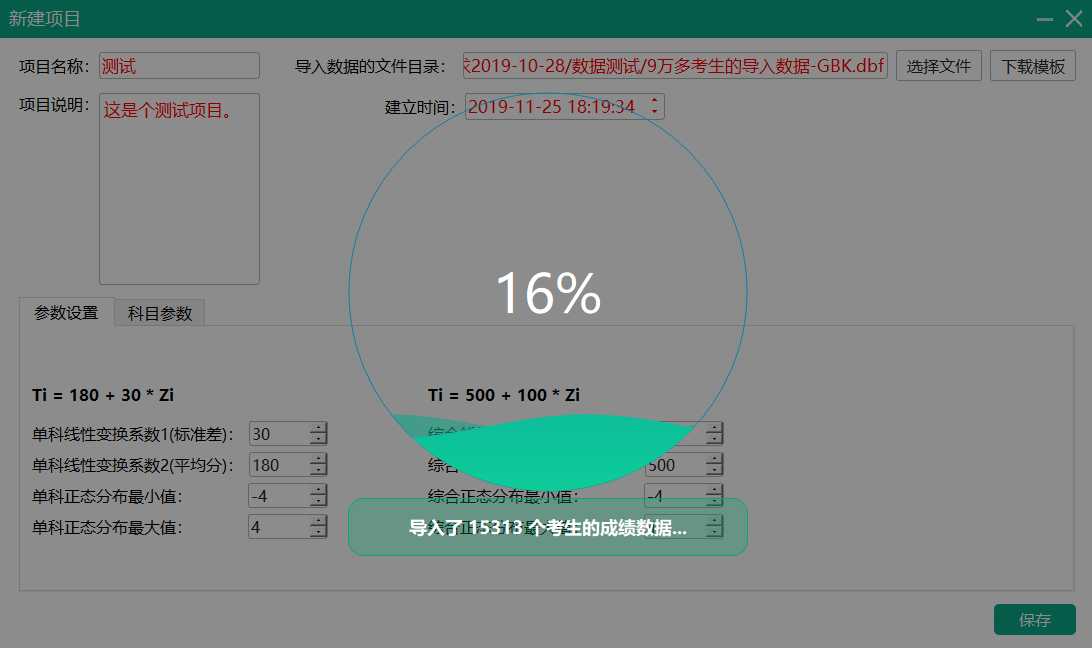 新建项目
项目名称： 测试 导入数据的文件目录： 2019-10-28/数据测试/9万多考生的导入数据-GBK.dbf 选择文件 下载模板
项目说明： 这是个测试项目。 建立时间： 2019-11-25 18:19:34
16%
参数设置 科目参数
Ti = 180 + 30 * Zi Ti = 500 + 100 * Zi
单科线性变换系数1(标准差)： 30
单科线性变换系数2(平均分)： 180 500
单科正态分布最小值： -4 综合正态分布最小值： -4
单科正态分布最大值： 4
导入了 15313 个考生的成绩数据...
保存